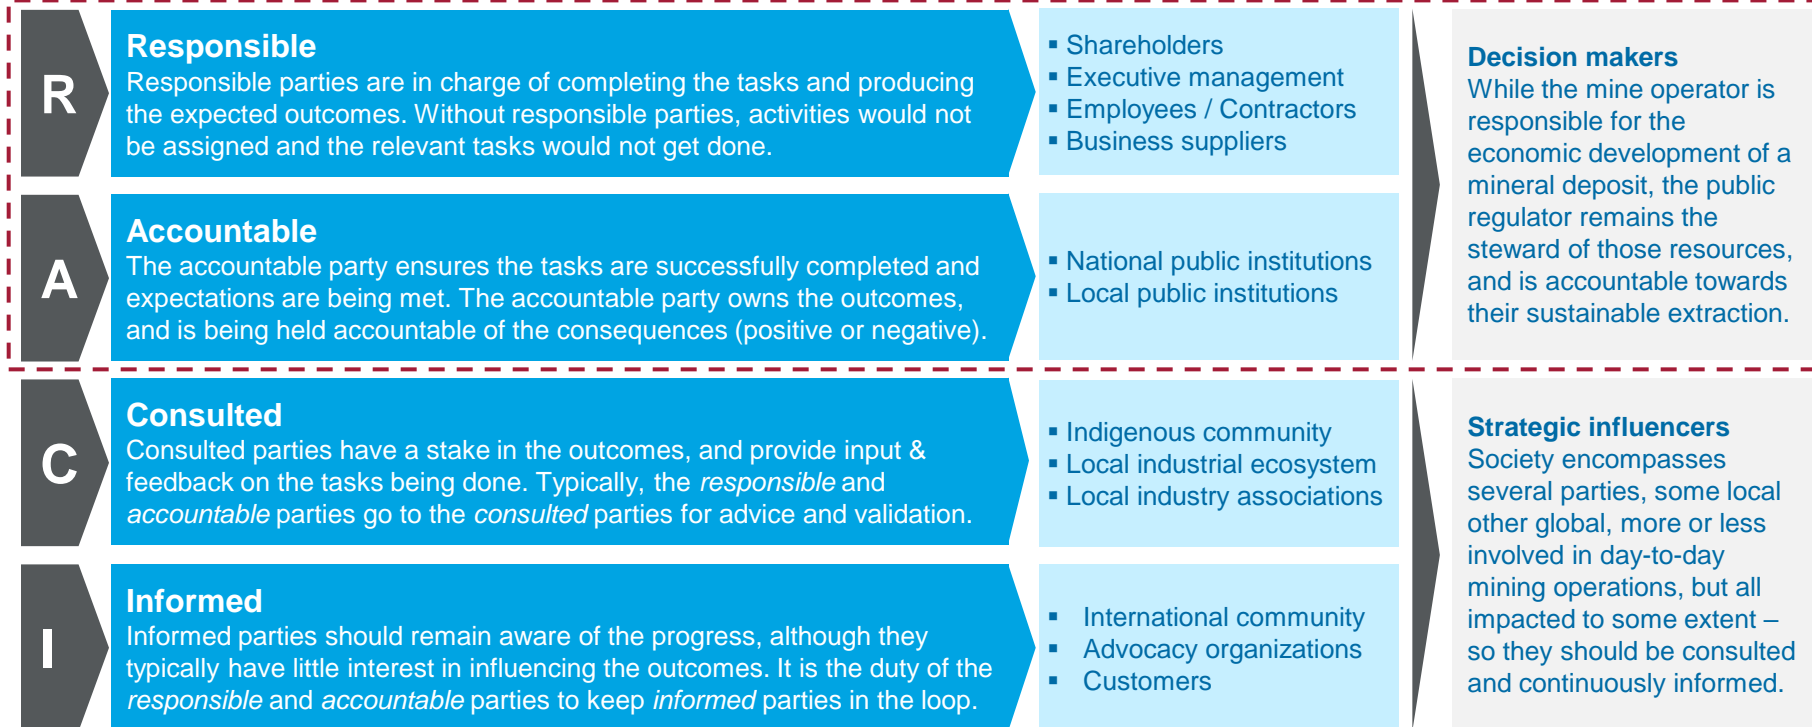 R
Responsible
Responsible parties are in charge of completing the tasks and producing
the expected outcomes. Without responsible parties, activities would not
be assigned and the relevant tasks would not get done.
▪ Shareholders
▪ Executive management
▪ Employees / Contractors
▪ Business suppliers
A
Accountable
The accountable party ensures the tasks are successfully completed and
expectations are being met. The accountable party owns the outcomes,
and is being held accountable of the consequences (positive or negative).
▪ National public institutions
▪ Local public institutions
Decision makers
While the mine operator is
responsible for the
economic development of a
mineral deposit, the public
regulator remains the
steward of those resources,
and is accountable towards
their sustainable extraction.
C
Consulted
Consulted parties have a stake in the outcomes, and provide input &
feedback on the tasks being done. Typically, the responsible and
accountable parties go to the consulted parties for advice and validation.
▪ Indigenous community
▪ Local industrial ecosystem
▪ Local industry associations
I
Informed
Informed parties should remain aware of the progress, although they
typically have little interest in influencing the outcomes. It is the duty of the
responsible and accountable parties to keep informed parties in the loop.
▪ International community
▪ Advocacy organizations
▪ Customers
Strategic influencers
Society encompasses
several parties, some local
other global, more or less
involved in day-to-day
mining operations, but all
impacted to some extent –
so they should be consulted
and continuously informed.